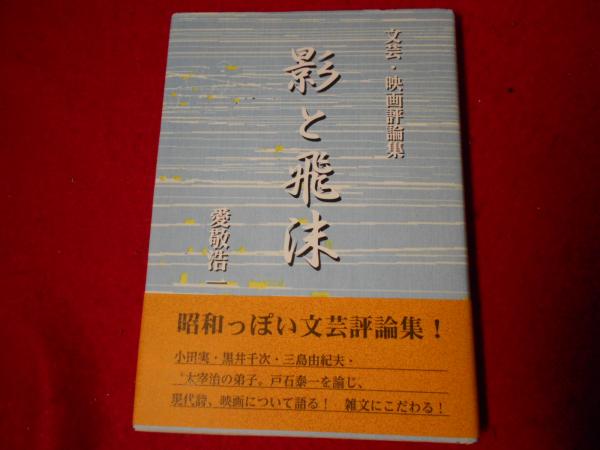 文芸・映画評論集
影と飛沫
愛敬浩一
昭和っぽい文芸評論集！
小田実・黒井千次・三島由紀夫・
〝太宰治の弟子〟戸石泰一を論じ、
現代詩、映画について語る！　雑文にこだわる！